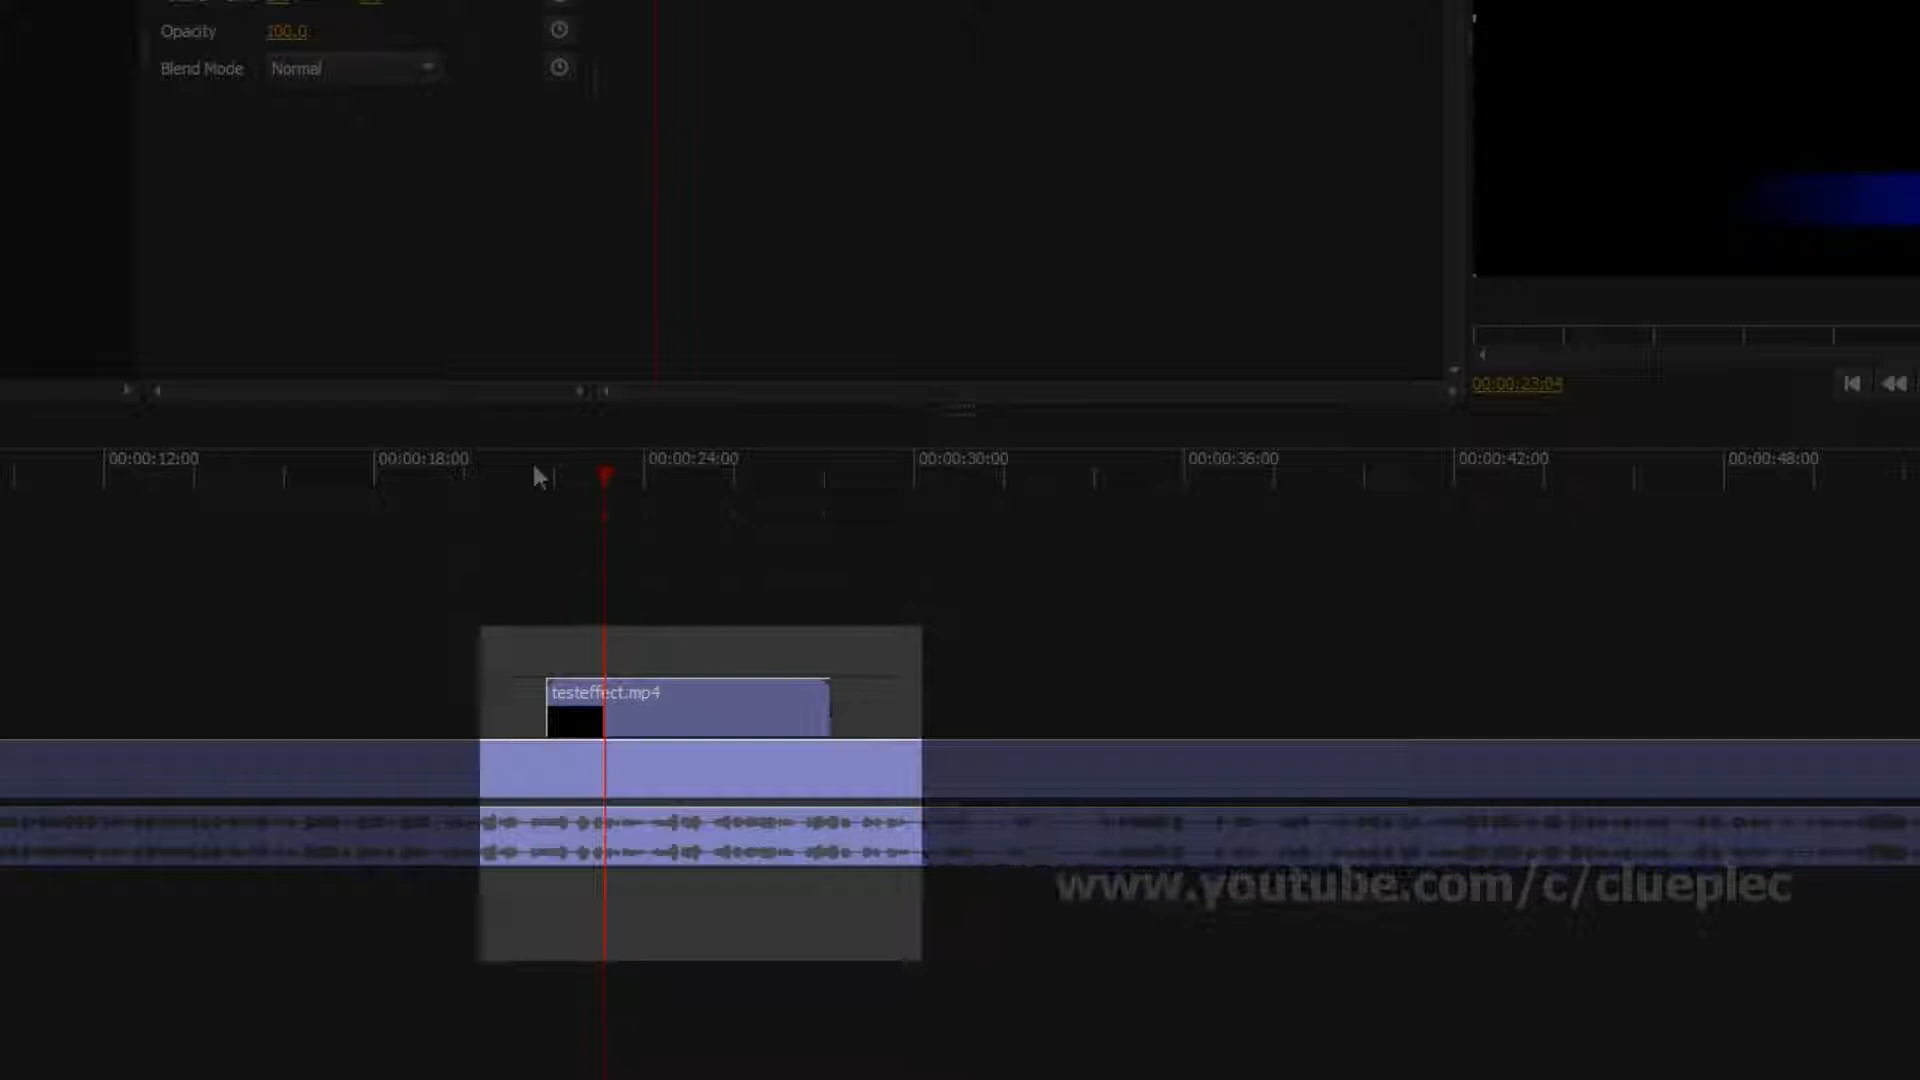 Opacity 100.0
Blend Mode Normal
00:00:23:04
00:00:12:00 00:00:18:00 00:00:24:00 00:00:30:00 00:00:36:00 00:00:42:00 00:00:48:00
testeffect.mp4
www.youtube.com/c/clueplec